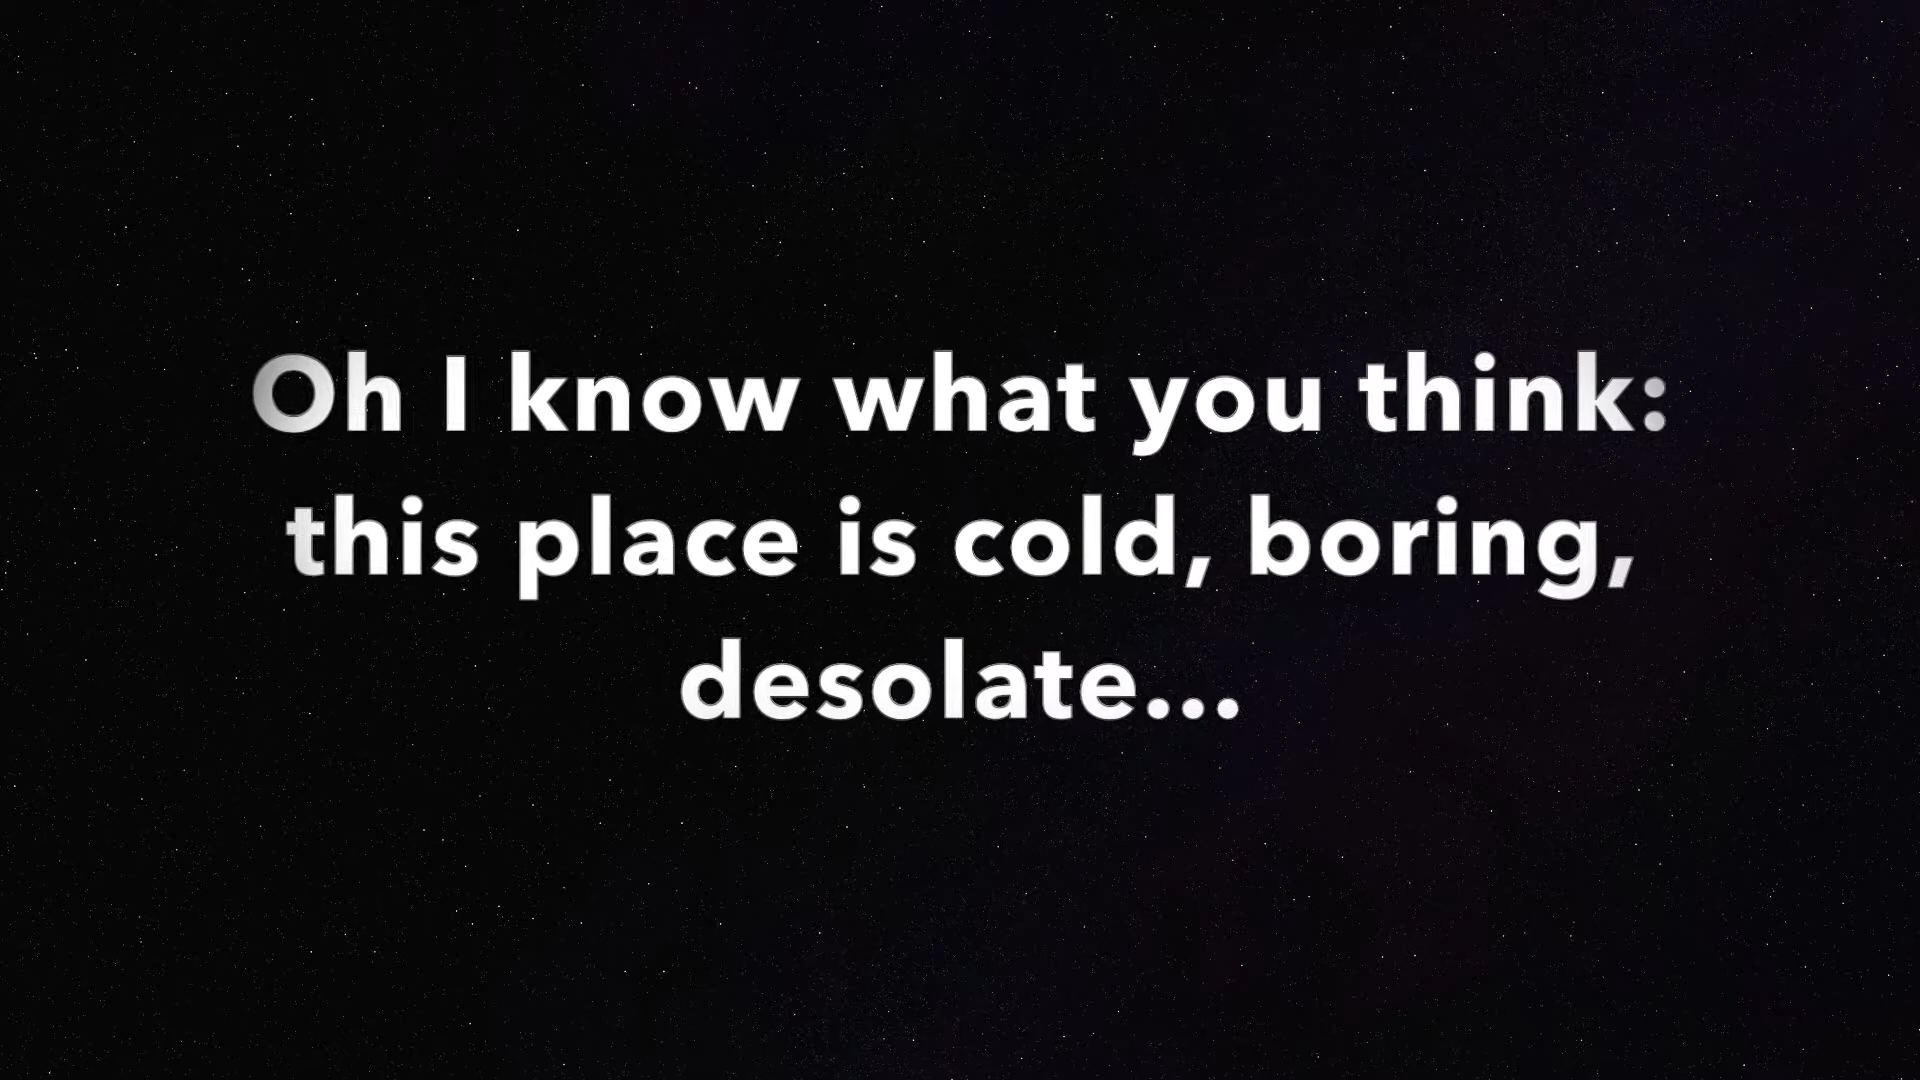 Oh I know what you think:
this place is cold, boring,
desolate...